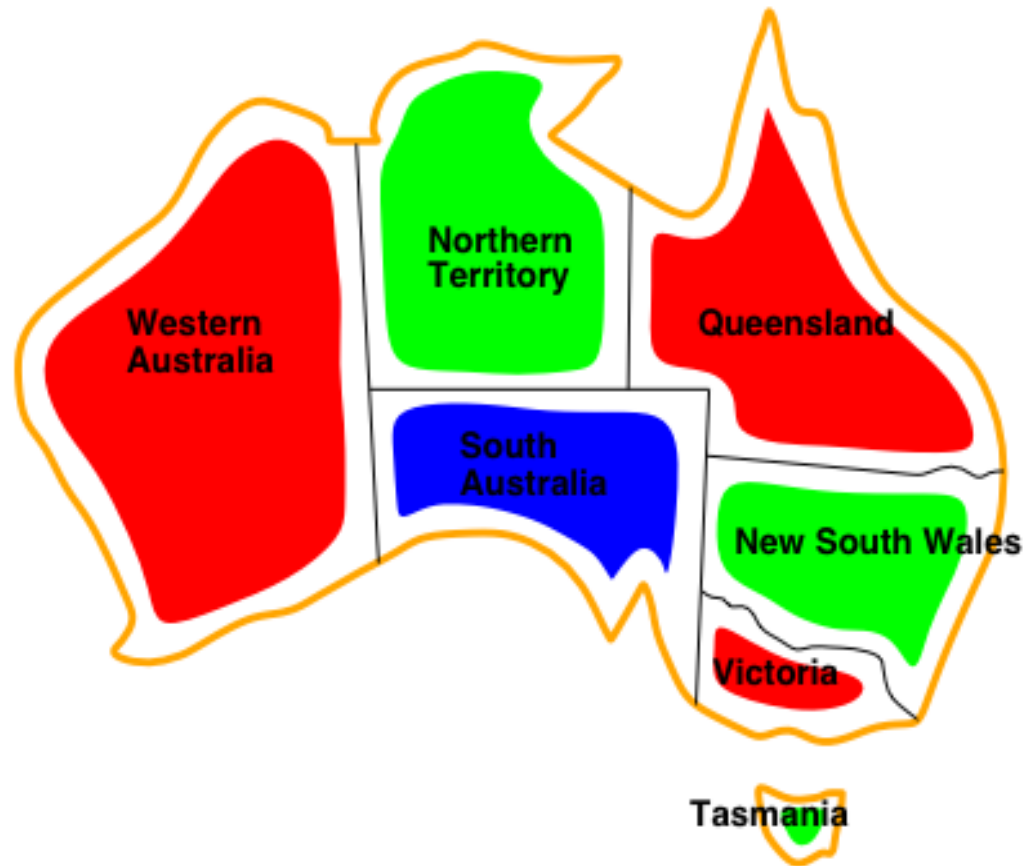 Northern
Territory
Western
Australia
Queensland
South
Australia
New South Wales
Victoria
Tasmania